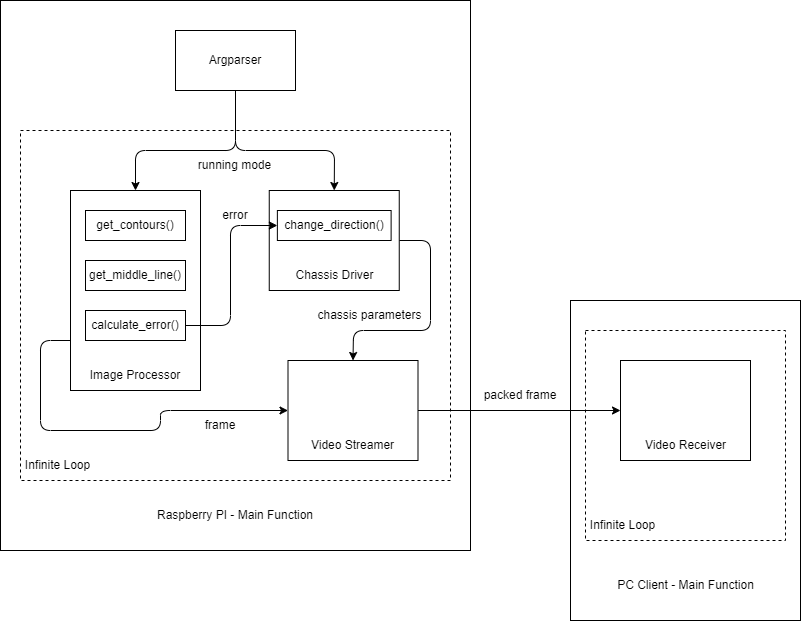 Argparser
running mode
get_contours()
error
change_direction()
get_middle_line()
Chassis Driver
calculate_error()
chassis parameters
Image Processor
packed frame
frame
Video Streamer
Video Receiver
Infinite Loop
Raspberry PI - Main Function
Infinite Loop
PC Client - Main Function